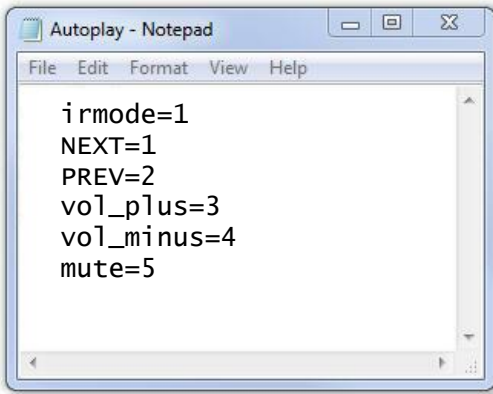 Autoplay - Notepad
File Edit Format View Help
irmode=1
NEXT=1
PREV=2
vol_plus=3
vol_minus=4
mute=5